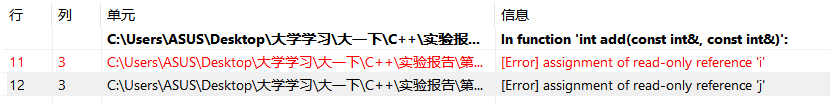 行 列 单元 信息
C:\Users\ASUS\Desktop\大学学习\大一下\C++\实验报... In function 'int add(const int&, const int&)':
11 3 C:\Users\ASUS\Desktop\大学学习\大一下\C++\实验报告\第... [Error] assignment of read-only reference 'i'
12 3 C:\Users\ASUS\Desktop\大学学习\大一下\C++\实验报告\第... [Error] assignment of read-only reference 'j'